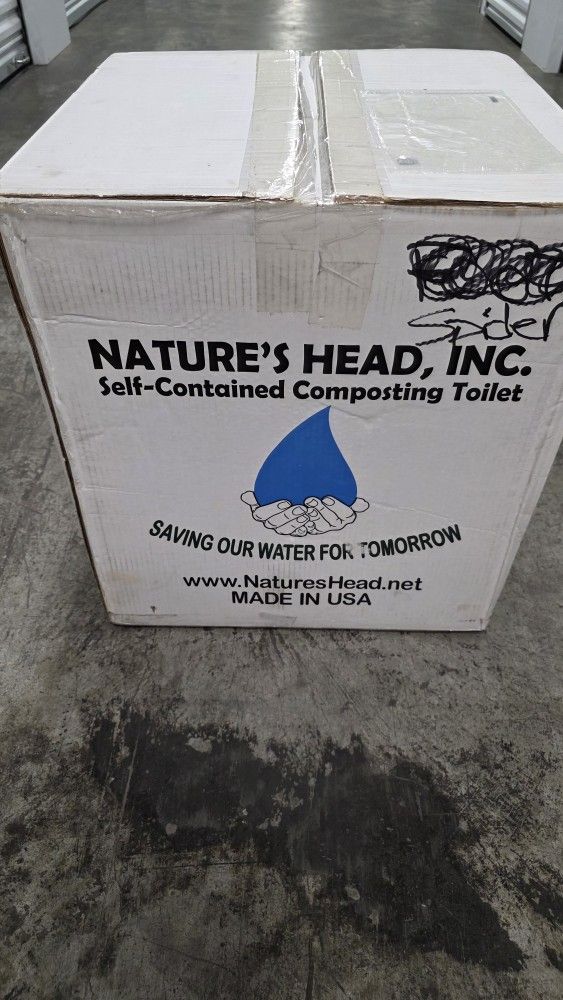 Spider
NATURE'S HEAD, INC.
Self-Contained Composting Toilet
SAVING OUR WATER FOR TOMORROW
www.NaturesHead.net
MADE IN USA